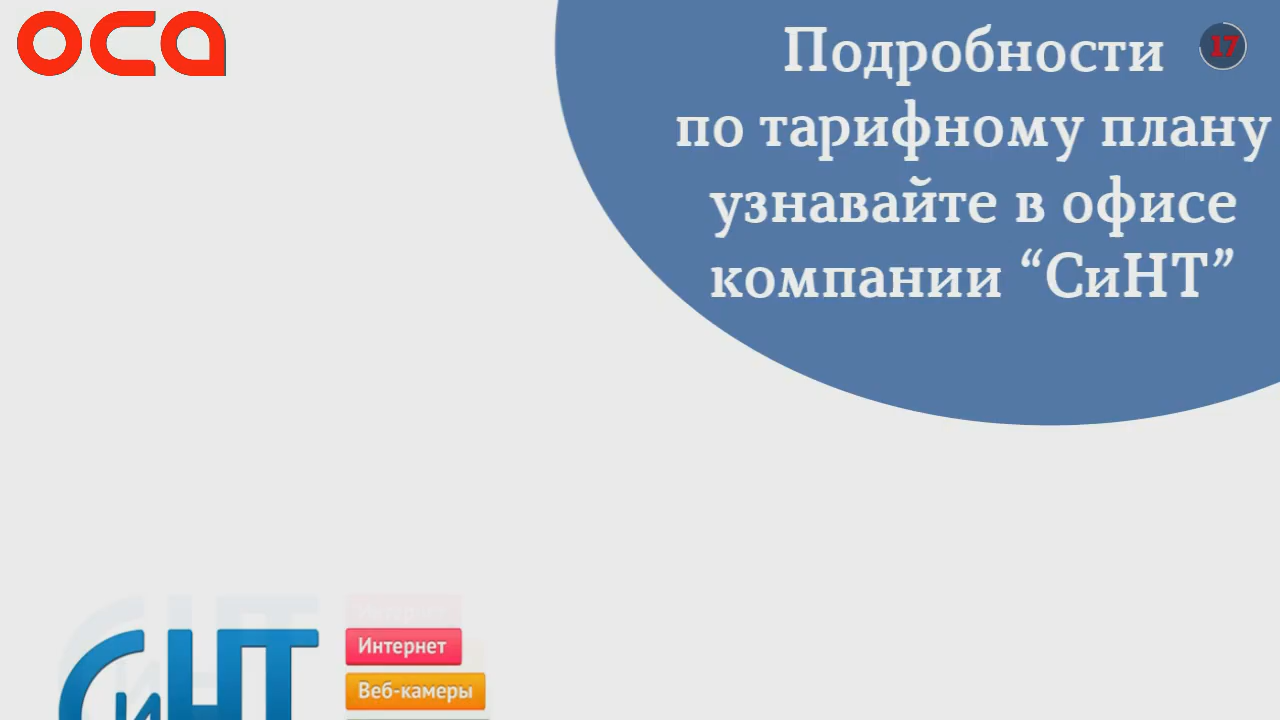 оса
Подробности
17
по тарифному плану
узнавайте в офисе
компании “СиНТ”
СиНТ
Интернет
Веб-камеры